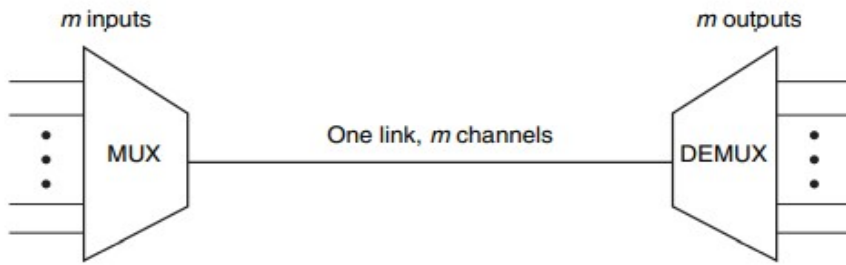 m inputs
m outputs
MUX
One link, m channels
DEMUX